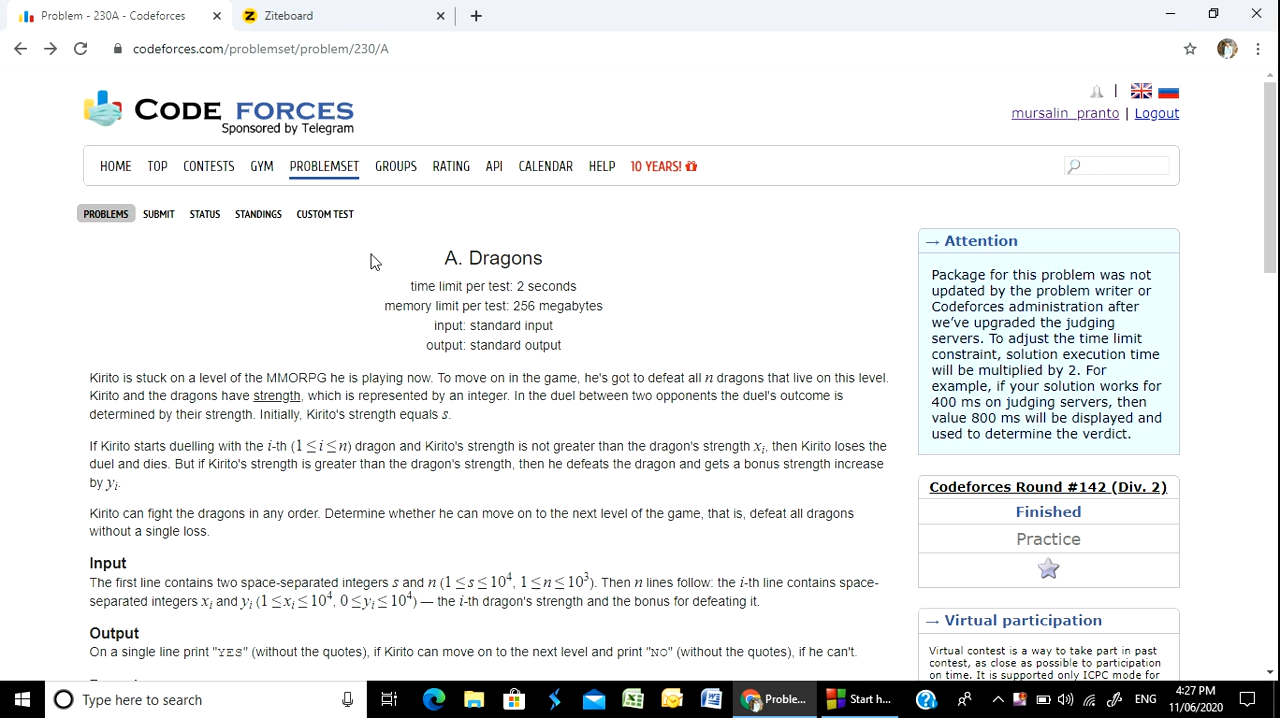 Problem - 230A - Codeforces
Ziteboard
codeforces.com/problemset/problem/230/A
CODE FORCES
Sponsored by Telegram
mursalin_pranto | Logout
HOME TOP CONTESTS GYM PROBLEMSET GROUPS RATING API CALENDAR HELP 10 YEARS!
PROBLEMS SUBMIT STATUS STANDINGS CUSTOM TEST
A. Dragons
time limit per test: 2 seconds
memory limit per test: 256 megabytes
input: standard input
output: standard output
Kirito is stuck on a level of the MMORPG he is playing now. To move on in the game, he's got to defeat all n dragons that live on this level.
Kirito and the dragons have strength, which is represented by an integer. In the duel between two opponents the duel's outcome is
determined by their strength. Initially, Kirito's strength equals s.
If Kirito starts duelling with the i-th (1 ≤ i ≤ n) dragon and Kirito's strength is not greater than the dragon's strength xi, then Kirito loses the
duel and dies. But if Kirito's strength is greater than the dragon's strength, then he defeats the dragon and gets a bonus strength increase
by yi.
Kirito can fight the dragons in any order. Determine whether he can move on to the next level of the game, that is, defeat all dragons
without a single loss.
Input
The first line contains two space-separated integers s and n (1 ≤ s ≤ 10^4, 1 ≤ n ≤ 10^3). Then n lines follow: the i-th line contains space-
separated integers xi and yi (1 ≤ xi ≤ 10^4, 0 ≤ yi ≤ 10^4) — the i-th dragon's strength and the bonus for defeating it.
Output
On a single line print "YES" (without the quotes), if Kirito can move on to the next level and print "NO" (without the quotes), if he can't.
→ Attention
Package for this problem was not
updated by the problem writer or
Codeforces administration after
we've upgraded the judging
servers. To adjust the time limit
constraint, solution execution time
will be multiplied by 2. For
example, if your solution works for
400 ms on judging servers, then
value 800 ms will be displayed and
used to determine the verdict.
Codeforces Round #142 (Div. 2)
Finished
Practice
→ Virtual participation
Virtual contest is a way to take part in past
contest, as close as possible to participation
on time. It is supported only ICPC mode for
Type here to search
Proble...
Start h...
ENG
4:27 PM
11/06/2020